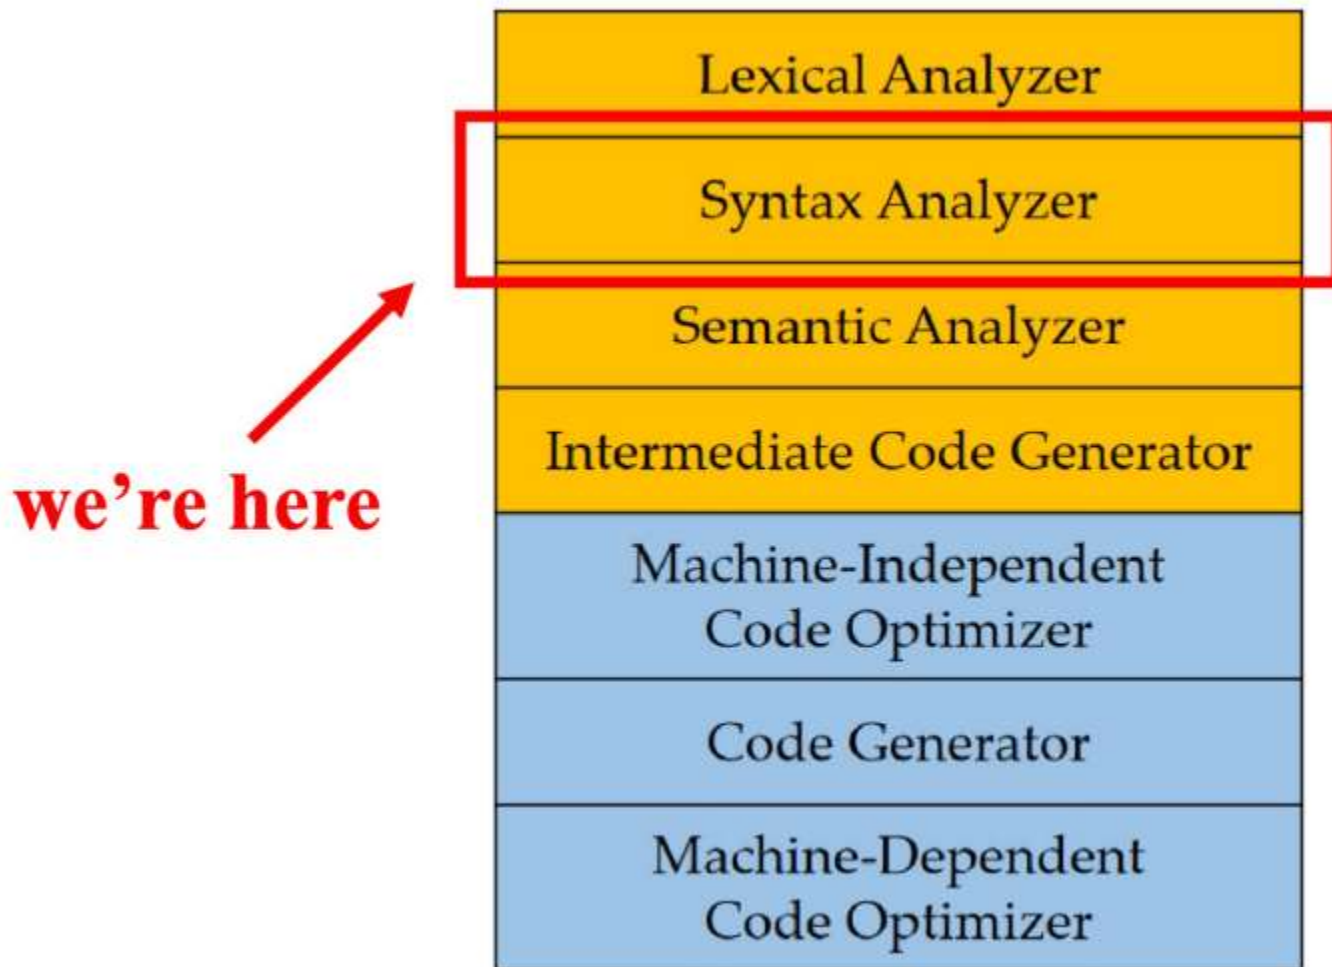 Lexical Analyzer
Syntax Analyzer
Semantic Analyzer
Intermediate Code Generator
we're here
Machine-Independent
Code Optimizer
Code Generator
Machine-Dependent
Code Optimizer